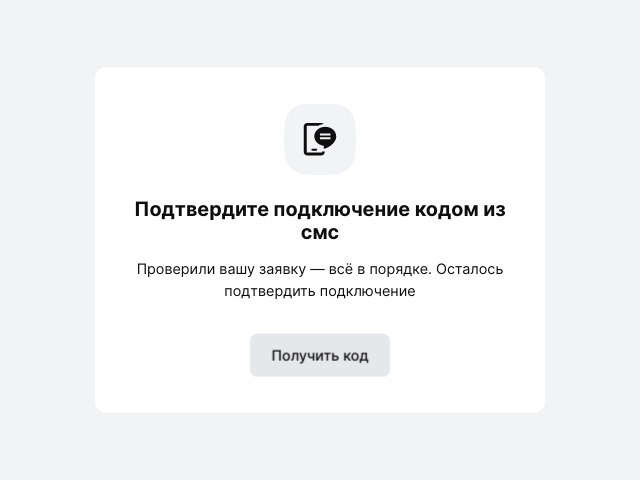 Подтвердите подключение кодом из
смс
Проверили вашу заявку — всё в порядке. Осталось
подтвердить подключение
Получить код